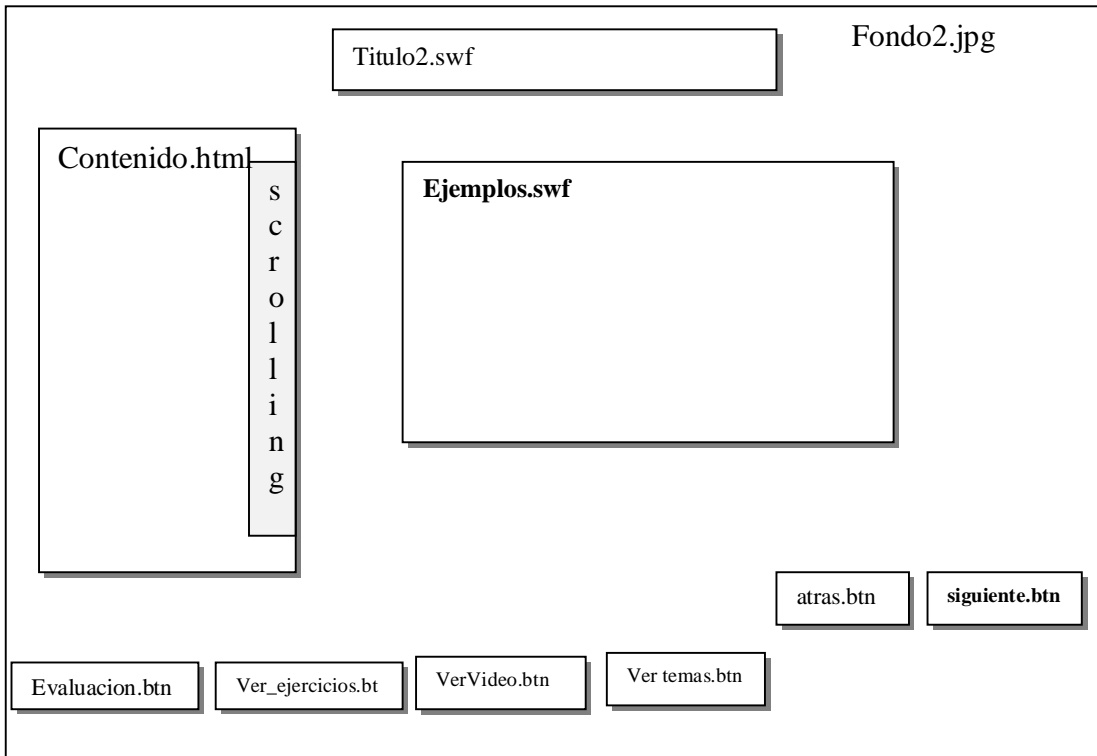 Fondo2.jpg
Titulo2.swf
Contenido.html
s
c
r
o
l
l
i
n
g
Ejemplos.swf
atras.btn
siguiente.btn
Evaluacion.btn
Ver_ejercicios.bt
VerVideo.btn
Ver temas.btn